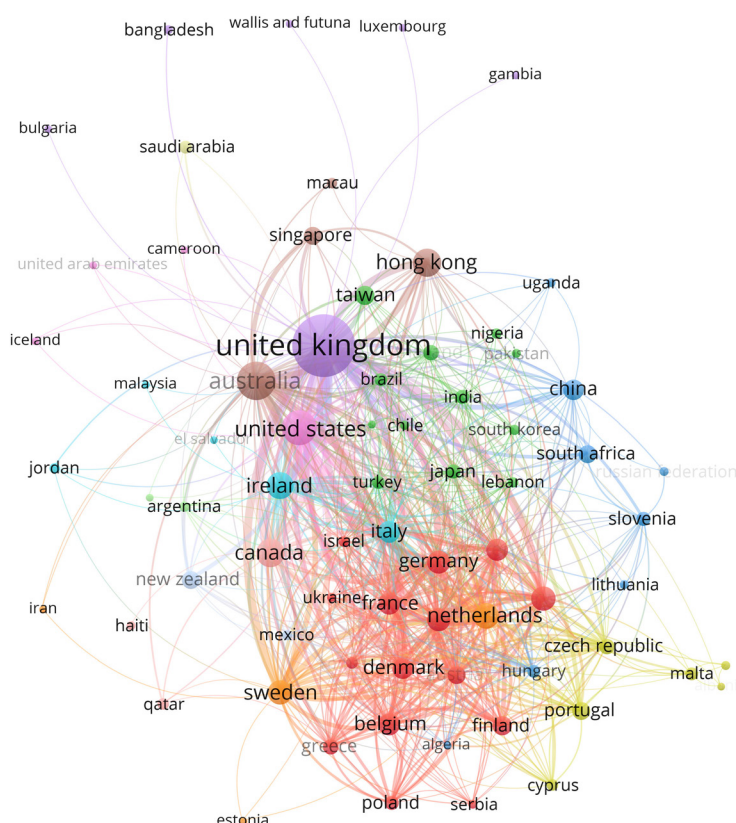 wallis and futuna
luxembourg
bangladesh
gambia
bulgaria
saudi arabia
macau
singapore
cameroon
hong kong
united arab emirates
uganda
taiwan
nigeria
iceland
united kingdom
pakistan
australia
brazil
malaysia
china
india
chile
united states
south korea
el salvador
south africa
jordan
japan
russian federation
turkey
lebanon
ireland
argentina
slovenia
italy
israel
canada
germany
new zealand
lithuania
ukraine
france
iran
netherlands
haiti
mexico
czech republic
denmark
hungary
malta
sweden
qatar
portugal
belgium
finland
greece
algeria
cyprus
poland
serbia
estonia